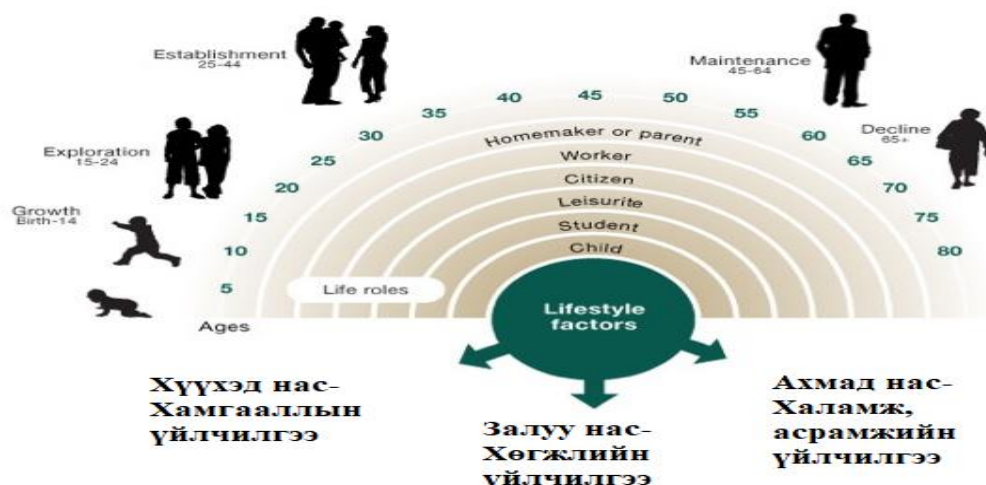 Establishment
25-44
Maintenance
45-64
Exploration
15-24
Decline
65+
Growth
Birth-14
5
10
15
20
25
30
35
40
45
50
55
60
65
70
75
80
Ages
Homemaker or parent
Worker
Citizen
Leisurite
Student
Child
Life roles
Lifestyle
factors
Хүүхэд нас-
Хамгааллын
үйлчилгээ
Залуу нас-
Хөгжлийн
үйлчилгээ
Ахмад нас-
Халамж,
асрамжийн
үйлчилгээ